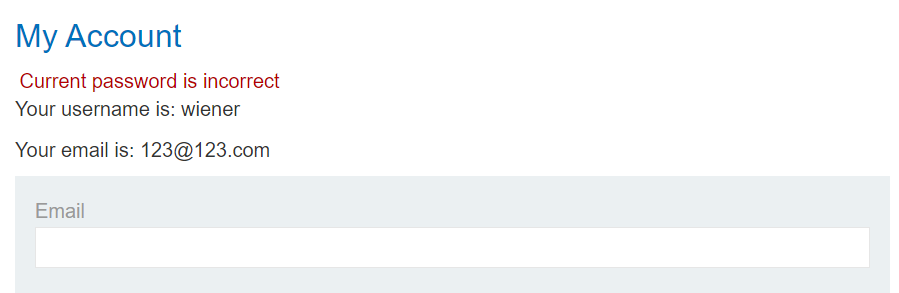 My Account
Current password is incorrect
Your username is: wiener
Your email is: 123@123.com
Email